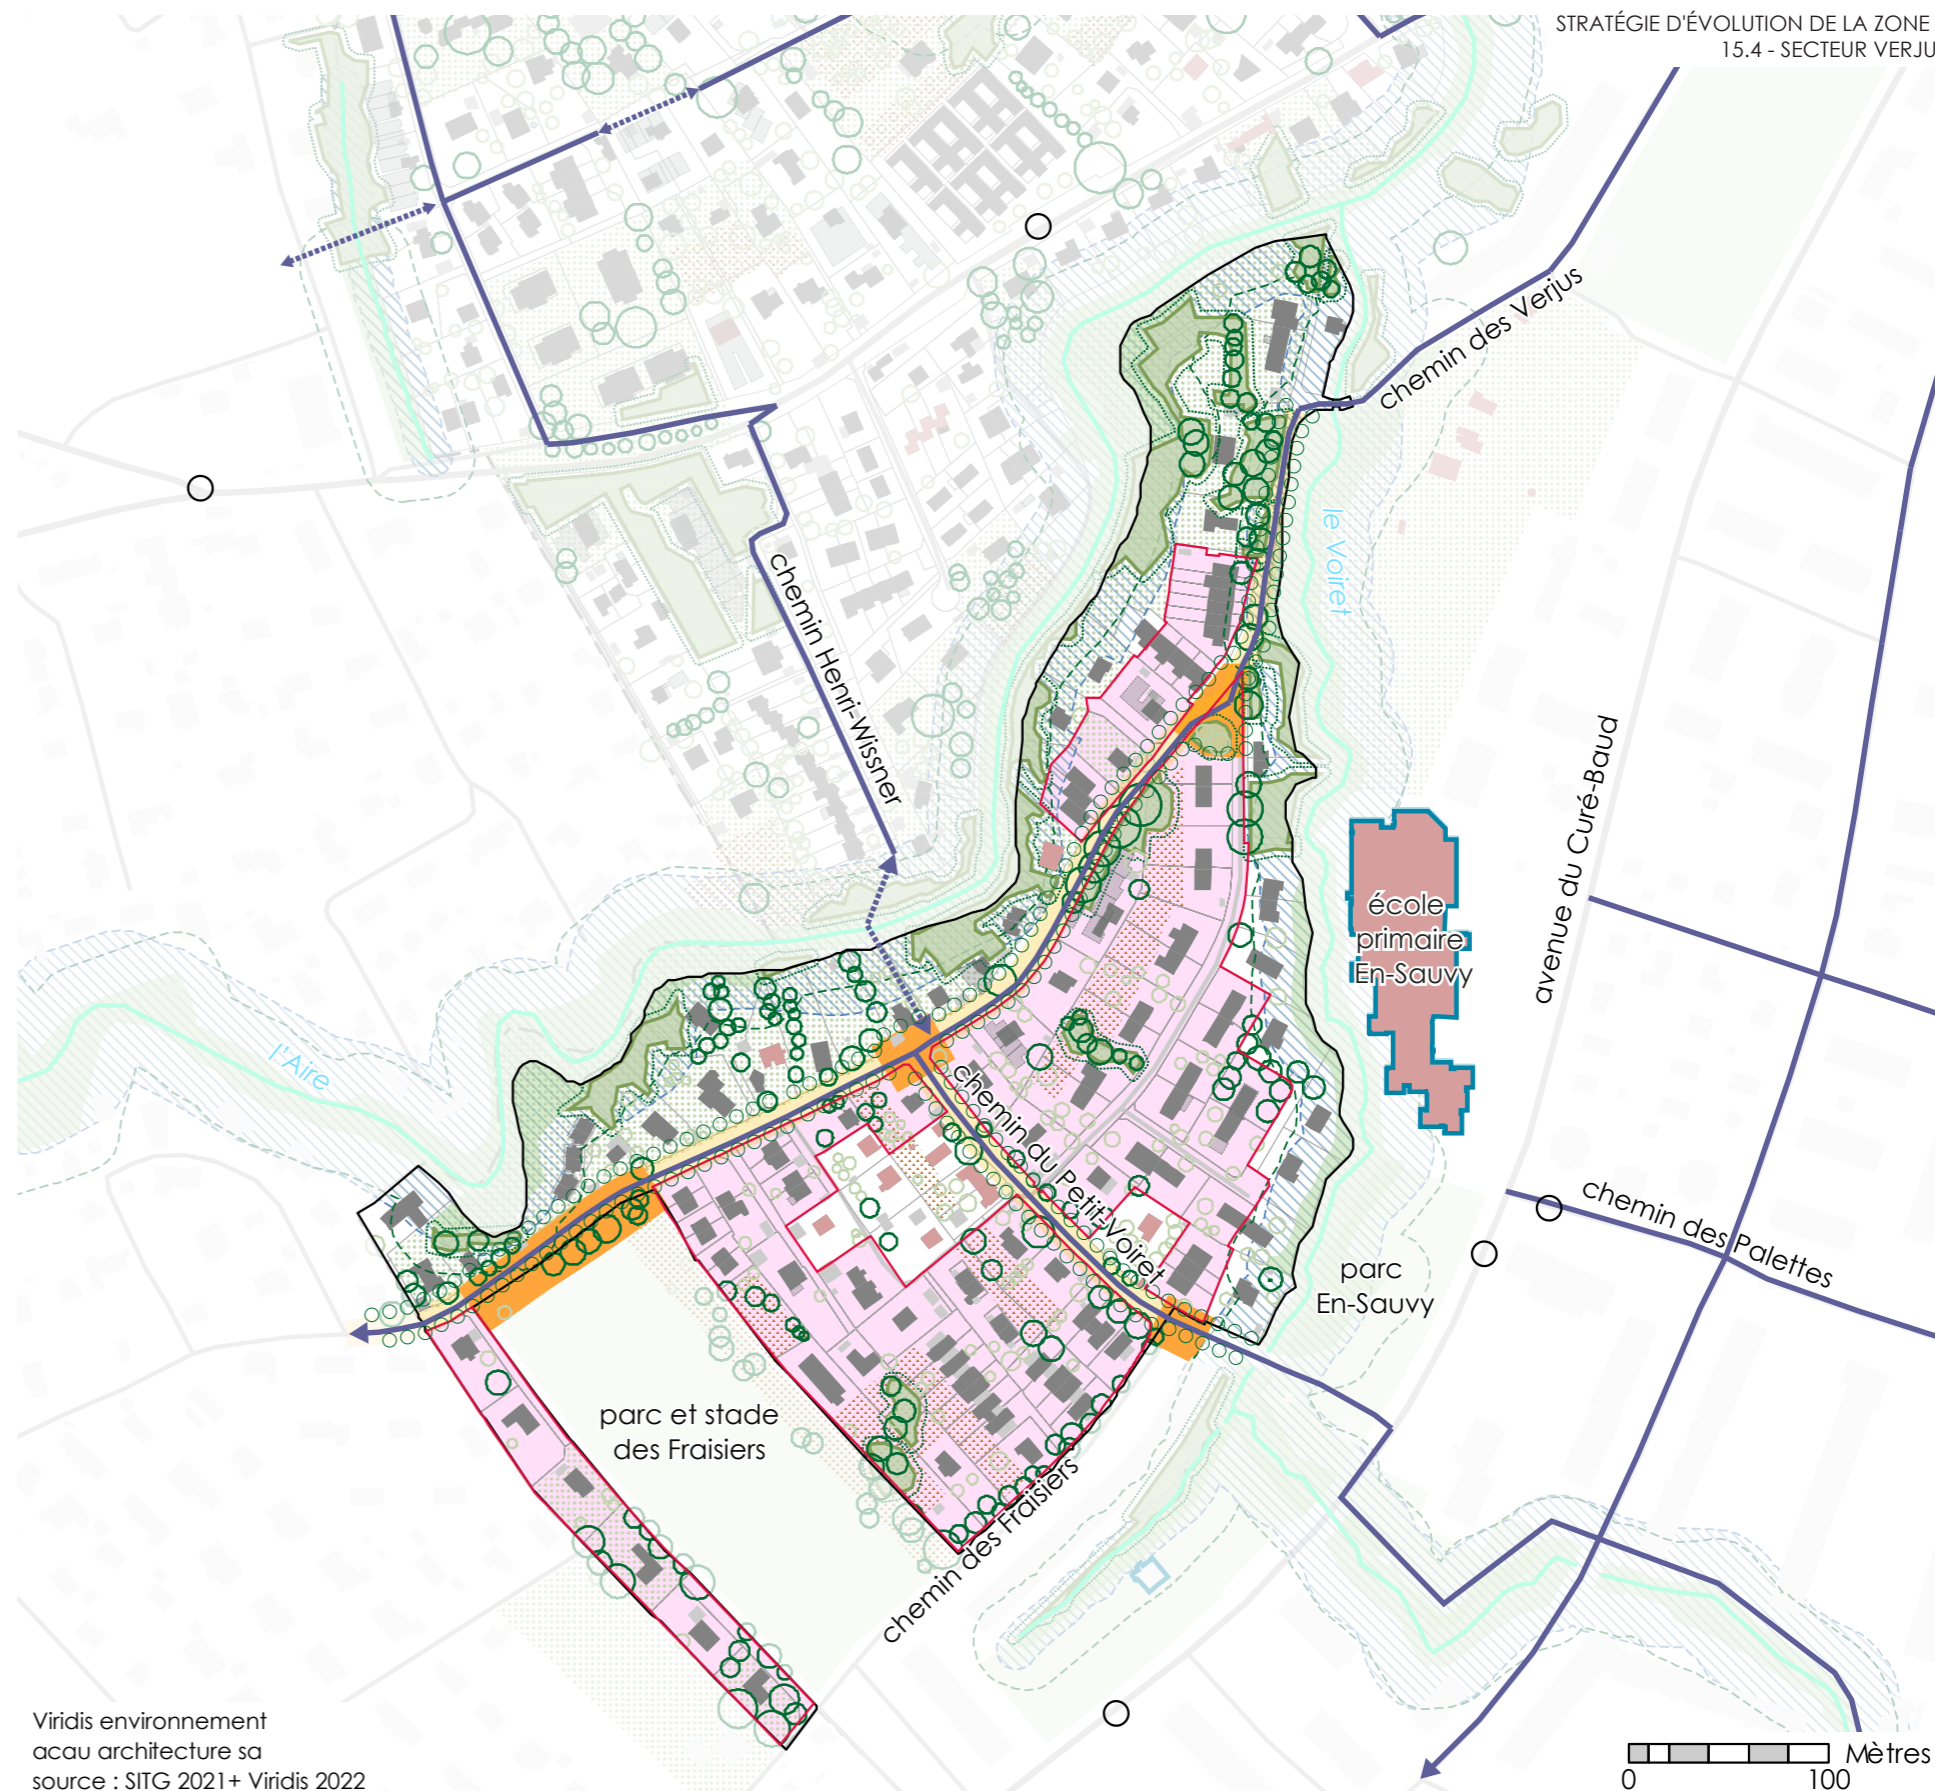 STRATÉGIE D'ÉVOLUTION DE LA ZONE
15.4 - SECTEUR VERJU
chemin des Verjus
le Voiret
chemin Henri-Wissner
avenue du Curé-Baud
école
primaire
En-Sauvy
l'Aire
chemin du Petit-Voiret
chemin des Palettes
parc
En-Sauvy
parc et stade
des Fraisiers
chemin des Fraisiers
Viridis environnement
acau architecture sa
source : SITG 2021+ Viridis 2022
Mètres
0 100